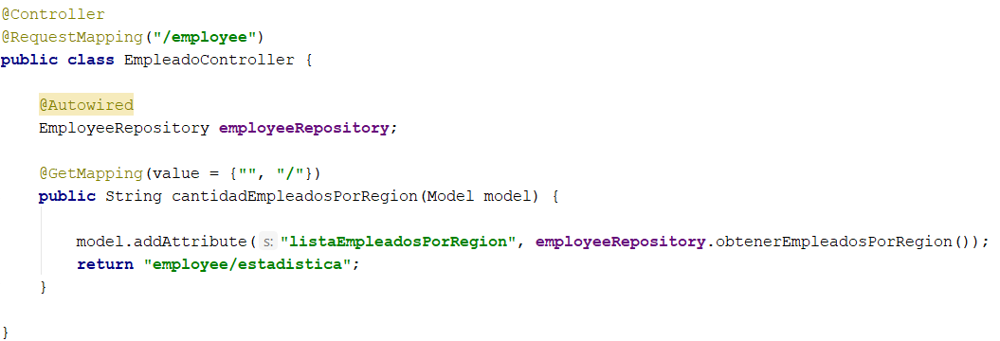 @Controller
@RequestMapping("/employee")
public class EmpleadoController {
@Autowired
EmployeeRepository employeeRepository;
@GetMapping(value = {"", "/"})
public String cantidadEmpleadosPorRegion(Model model) {
model.addAttribute( s: "listaEmpleadosPorRegion", employeeRepository.obtenerEmpleadosPorRegion());
return "employee/estadistica";
}
}